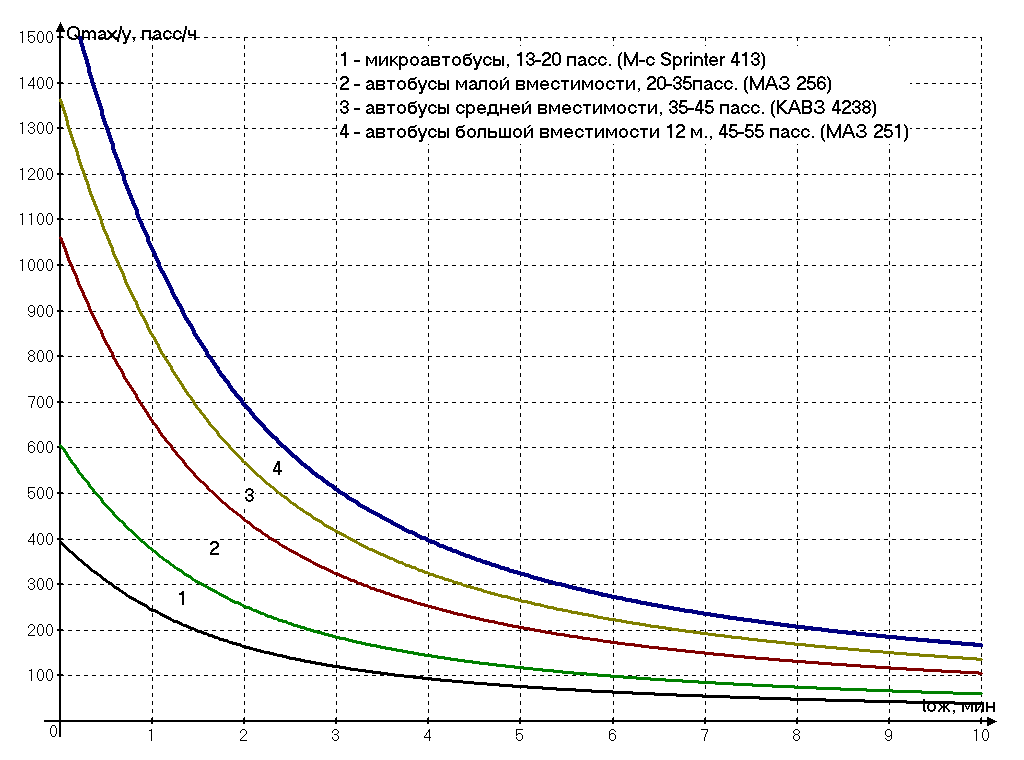 Qmax/y, пасс/ч
1 - микроавтобусы, 13-20 пасс. (М-с Sprinter 413)
2 - автобусы малой вместимости, 20-35пасс. (МАЗ 256)
3 - автобусы средней вместимости, 35-45 пасс. (КАВЗ 4238)
4 - автобусы большой вместимости 12 м., 45-55 пасс. (МАЗ 251)
1500
1400
1300
1200
1100
1000
900
800
700
600
500
400
300
200
100
4
3
2
1
tож, мин
0 1 2 3 4 5 6 7 8 9 10